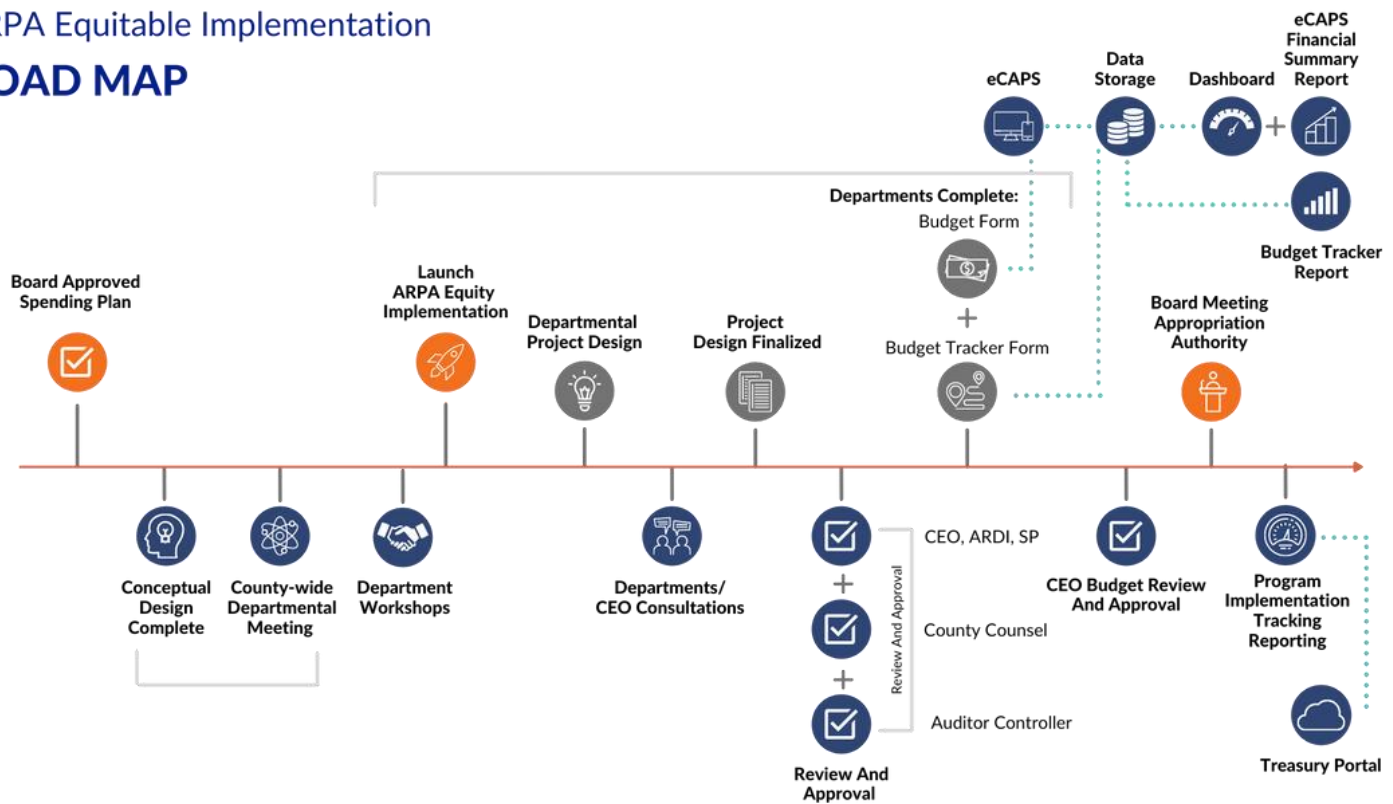 RPA Equitable Implementation
OAD MAP
eCAPS
Data
Storage
Dashboard
eCAPS
Financial
Summary
Report
Budget Tracker
Report
Departments Complete:
Budget Form
Budget Tracker Form
Board Approved
Spending Plan
Launch
ARPA Equity
Implementation
Departmental
Project Design
Project
Design Finalized
Board Meeting
Appropriation
Authority
Conceptual
Design
Complete
County-wide
Departmental
Meeting
Department
Workshops
Departments/
CEO Consultations
CEO, ARDI, SP
County Counsel
Auditor Controller
Review And Approval
Review And
Approval
CEO Budget Review
And Approval
Program
Implementation
Tracking
Reporting
Treasury Portal